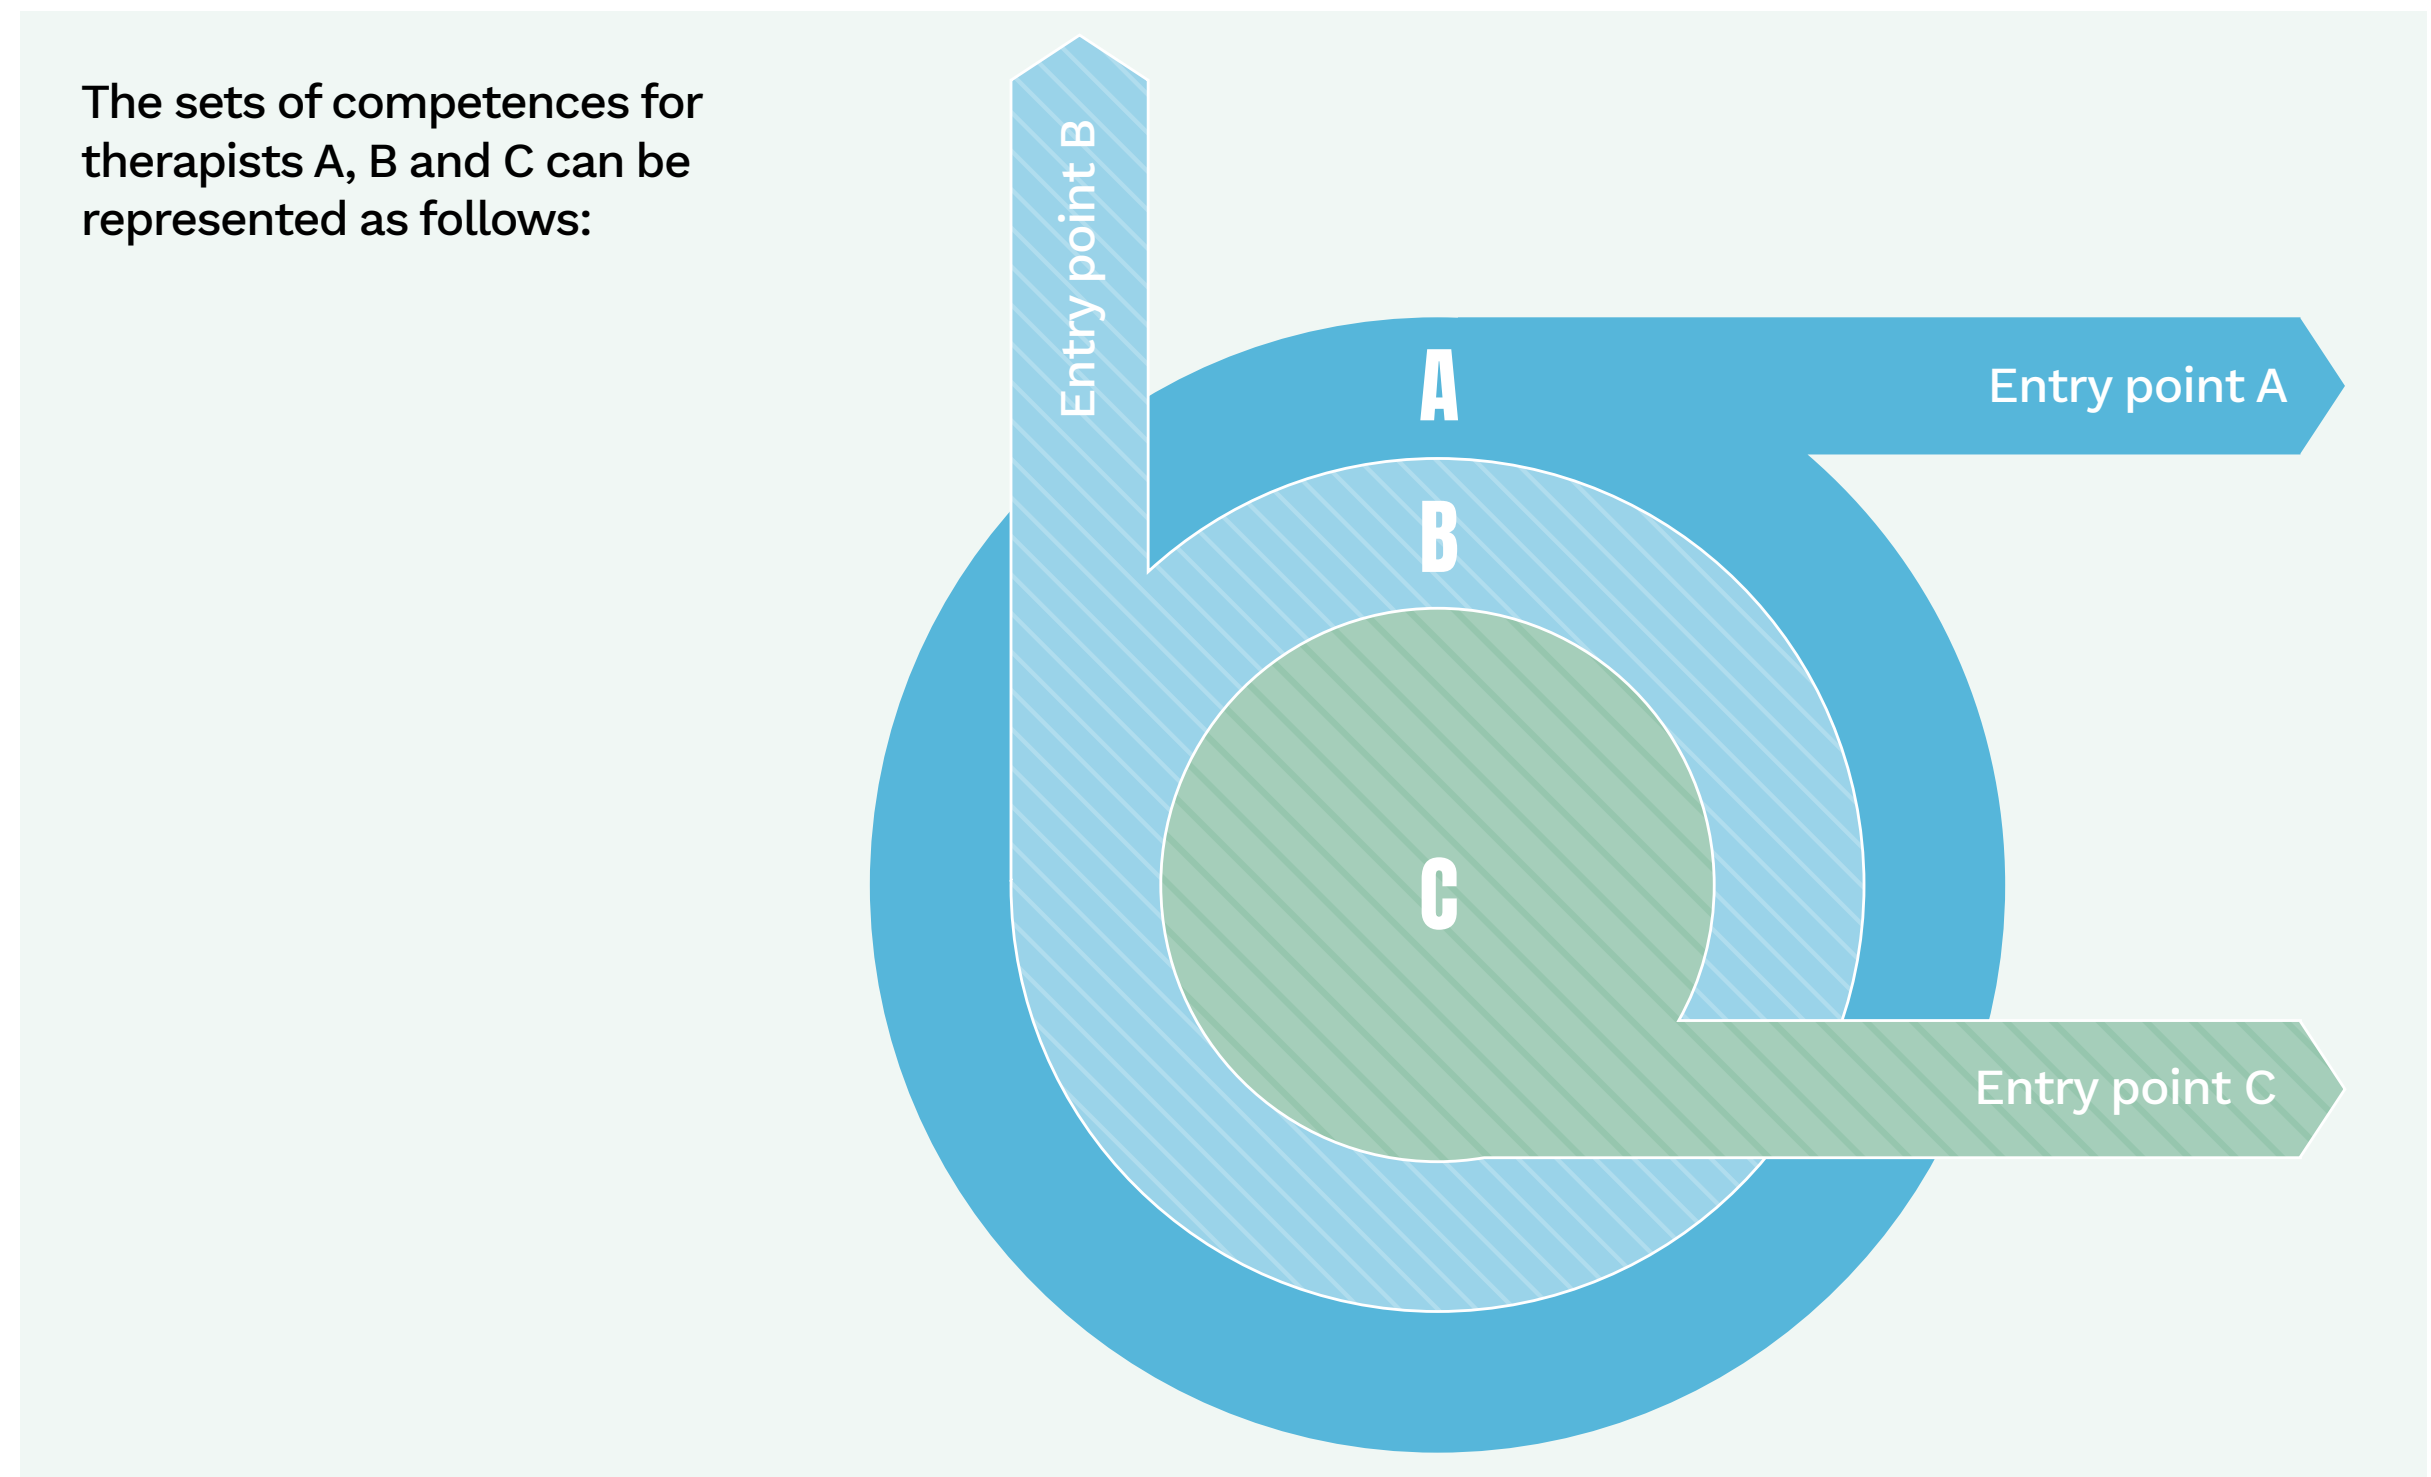 The sets of competences for
therapists A, B and C can be
represented as follows:
Entry point B
A
Entry point A
B
C
Entry point C